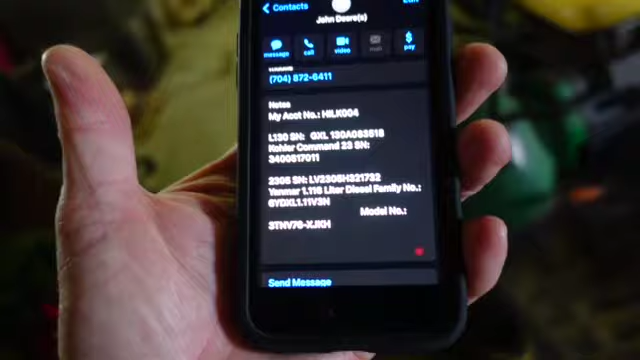 Contacts
John Deere(s)
message
call
video
mail
pay
(704) 872-6411
Notes
My Acct No.: HILK004
L130 SN: GXL 130A083518
Kohler Command 23 SN:
3400817011
2305 SN: LV2305H321732
Yanmar 1.116 Liter Diesel Family No.:
6YDXL1.11V3N
Model No.:
3TNV76-XJKH
Send Message